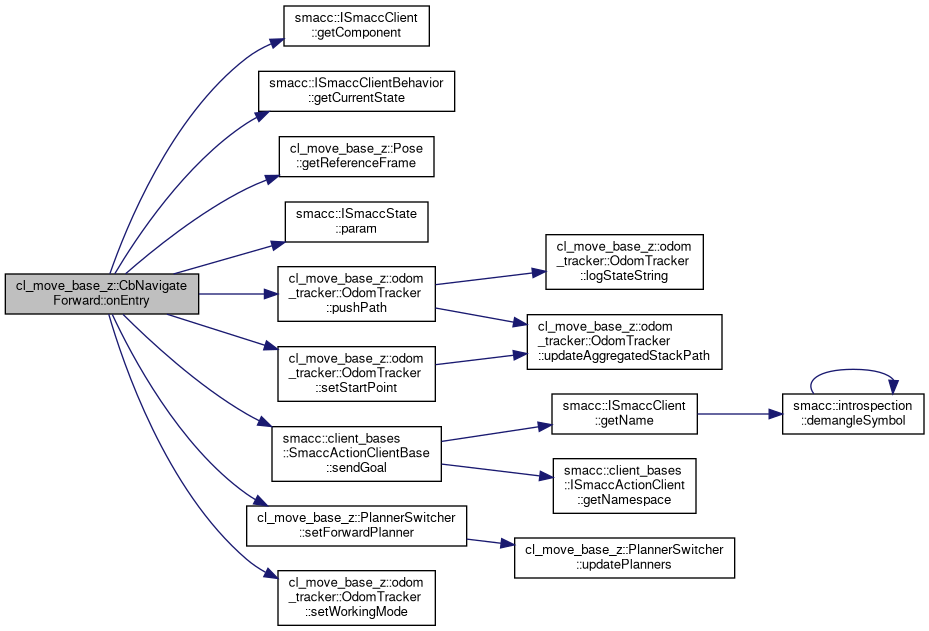 smacc::ISmaccClient
::getComponent
smacc::ISmaccClientBehavior
::getCurrentState
cl_move_base_z::Pose
::getReferenceFrame
smacc::ISmaccState
::param
cl_move_base_z::CbNavigate
Forward::onEntry
cl_move_base_z::odom
_tracker::OdomTracker
::pushPath
cl_move_base_z::odom
_tracker::OdomTracker
::logStateString
cl_move_base_z::odom
_tracker::OdomTracker
::updateAggregatedStackPath
cl_move_base_z::odom
_tracker::OdomTracker
::setStartPoint
smacc::client_bases
::SmaccActionClientBase
::sendGoal
smacc::ISmaccClient
::getName
smacc::introspection
::demangleSymbol
smacc::client_bases
::ISmaccActionClient
::getNamespace
cl_move_base_z::PlannerSwitcher
::setForwardPlanner
cl_move_base_z::PlannerSwitcher
::updatePlanners
cl_move_base_z::odom
_tracker::OdomTracker
::setWorkingMode